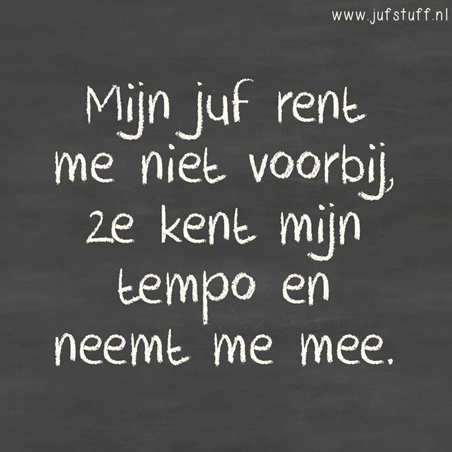 www.jufstuff.nl
Mijn juf rent
me niet voorbij,
ze kent mijn
tempo en
neemt me mee.